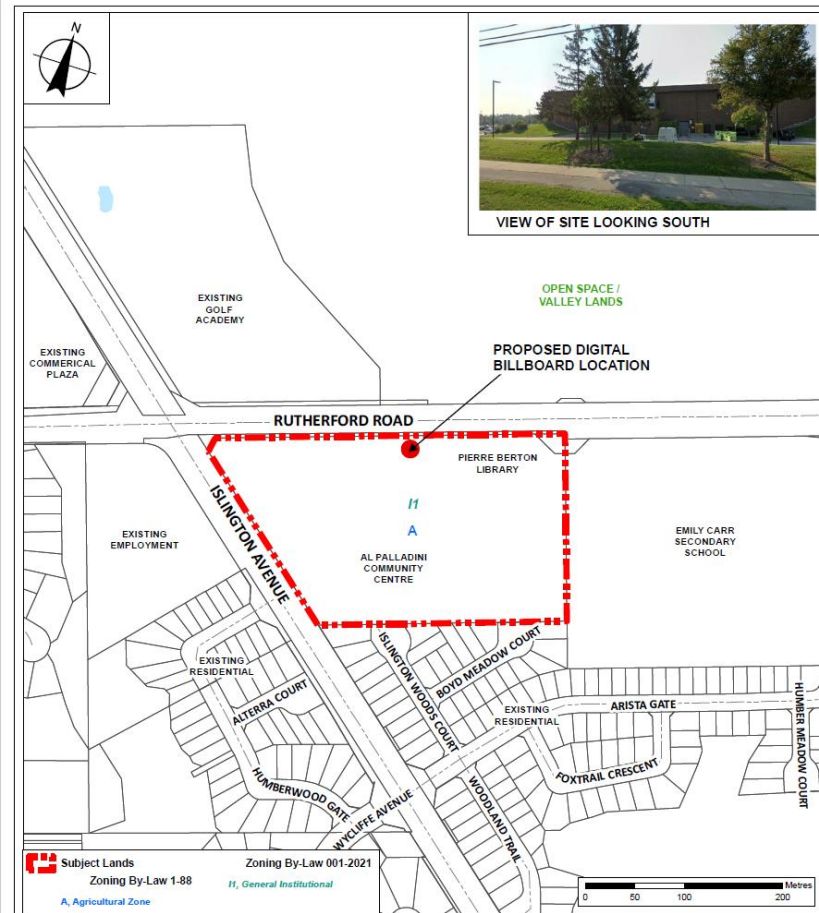 N
VIEW OF SITE LOOKING SOUTH
OPEN SPACE /
VALLEY LANDS
EXISTING
GOLF
ACADEMY
PROPOSED DIGITAL
BILLBOARD LOCATION
EXISTING
COMMERICAL
PLAZA
RUTHERFORD ROAD
PIERRE BERTON
LIBRARY
ISLINGTON AVENUE
I1
A
EXISTING
EMPLOYMENT
EMILY CARR
SECONDARY
SCHOOL
AL PALLADINI
COMMUNITY
CENTRE
EXISTING
RESIDENTIAL
ISLINGTON WOODS COURT
BOYD MEADOW COURT
ALTERRA COURT
EXISTING
RESIDENTIAL
ARISTA GATE
HUMBER MEADOW COURT
HUMBERWOOD GATE
WYCLIFFE AVENUE
WOODLAND TRAIL
FOXTRAIL CRESCENT
Subject Lands
Zoning By-Law 1-88
A, Agricultural Zone
Zoning By-Law 001-2021
I1, General Institutional
Metres
0 50 100 200